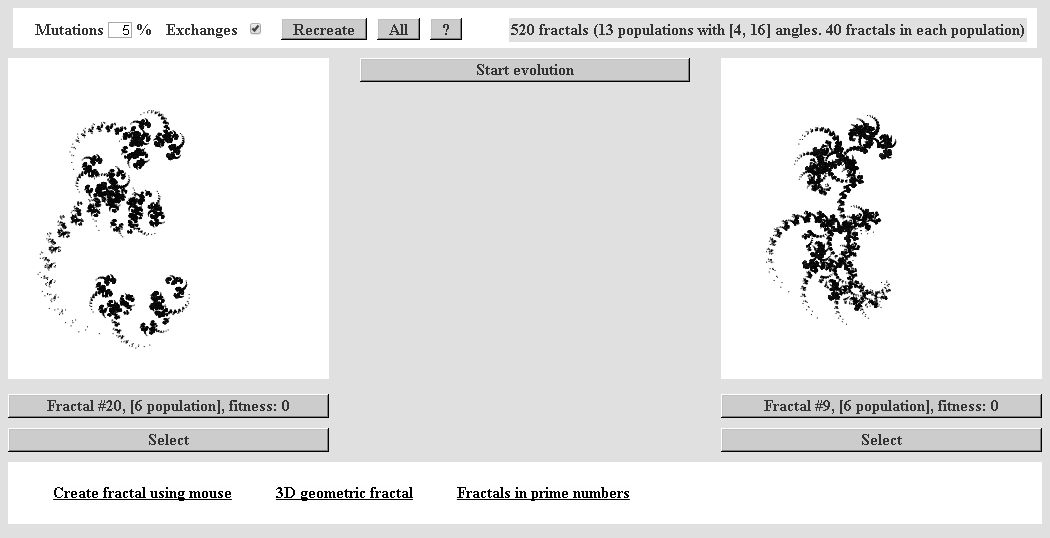 Mutations 5 % Exchanges Recreate All ? 520 fractals (13 populations with [4, 16] angles. 40 fractals in each population)
Start evolution
Fractal #20, [6 population], fitness: 0
Fractal #9, [6 population], fitness: 0
Select
Select
Create fractal using mouse 3D geometric fractal Fractals in prime numbers